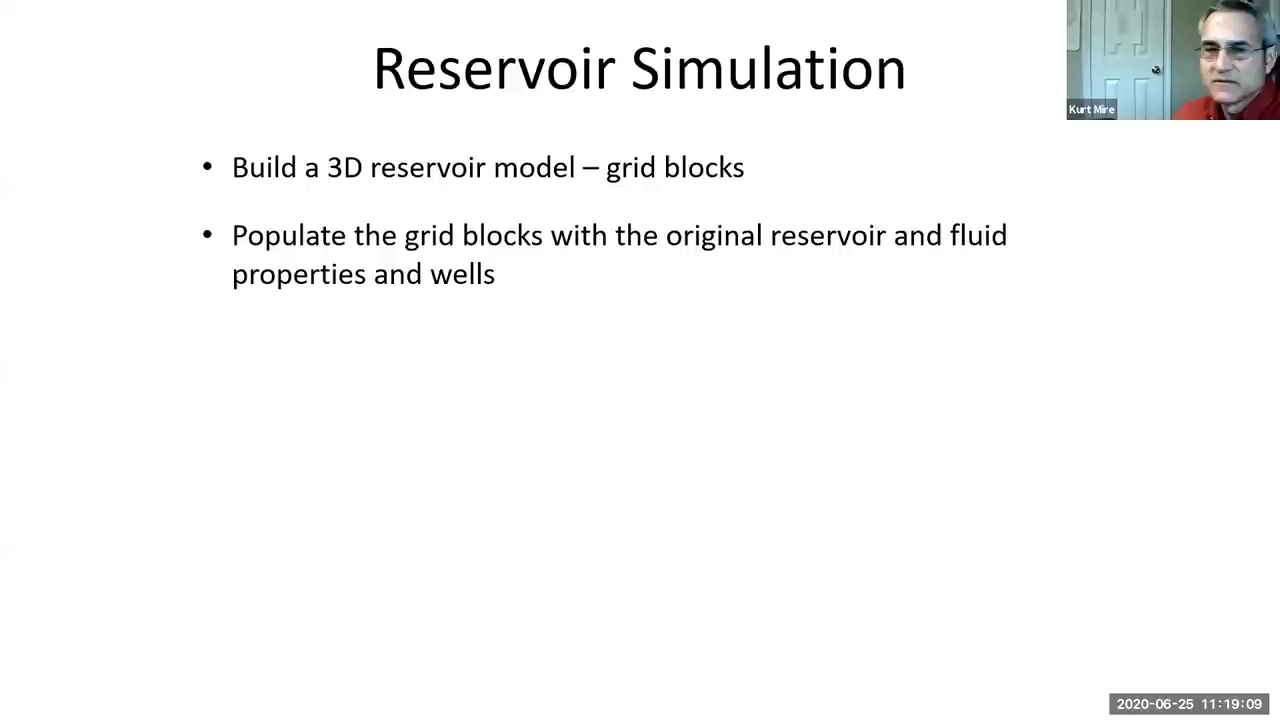 Reservoir Simulation
Kurt Mire
• Build a 3D reservoir model – grid blocks
• Populate the grid blocks with the original reservoir and fluid
properties and wells
2020-06-25 11:19:09